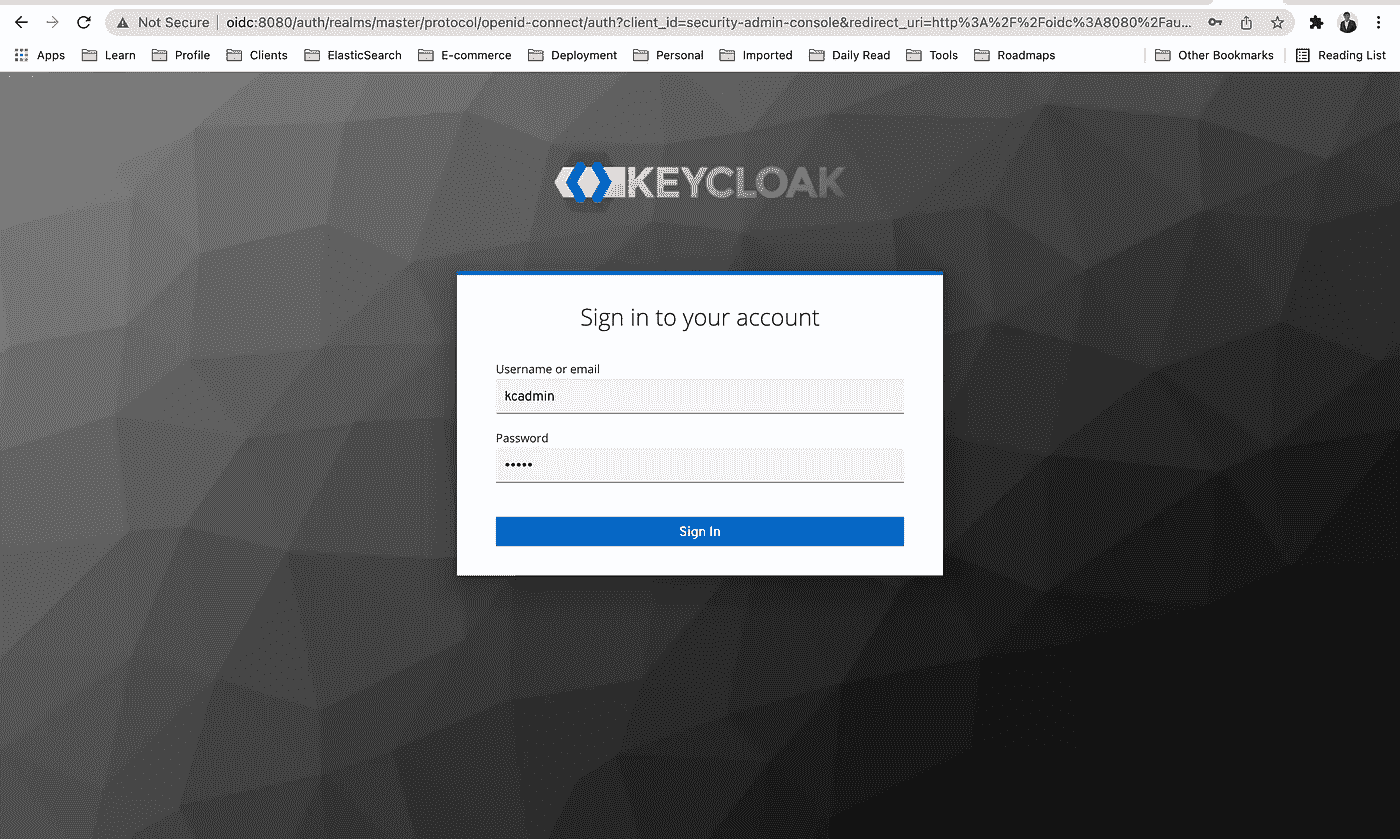 Not Secure oidc:8080/auth/realms/master/protocol/openid-connect/auth?client_id=security-admin-console&redirect_uri=http%3A%2F%2Foidc%3A8080%2Fau...
Apps Learn Profile Clients ElasticSearch E-commerce Deployment Personal Imported Daily Read Tools Roadmaps Other Bookmarks Reading List
KEYCLOAK
Sign in to your account
Username or email
kcadmin
Password
•••••
Sign In